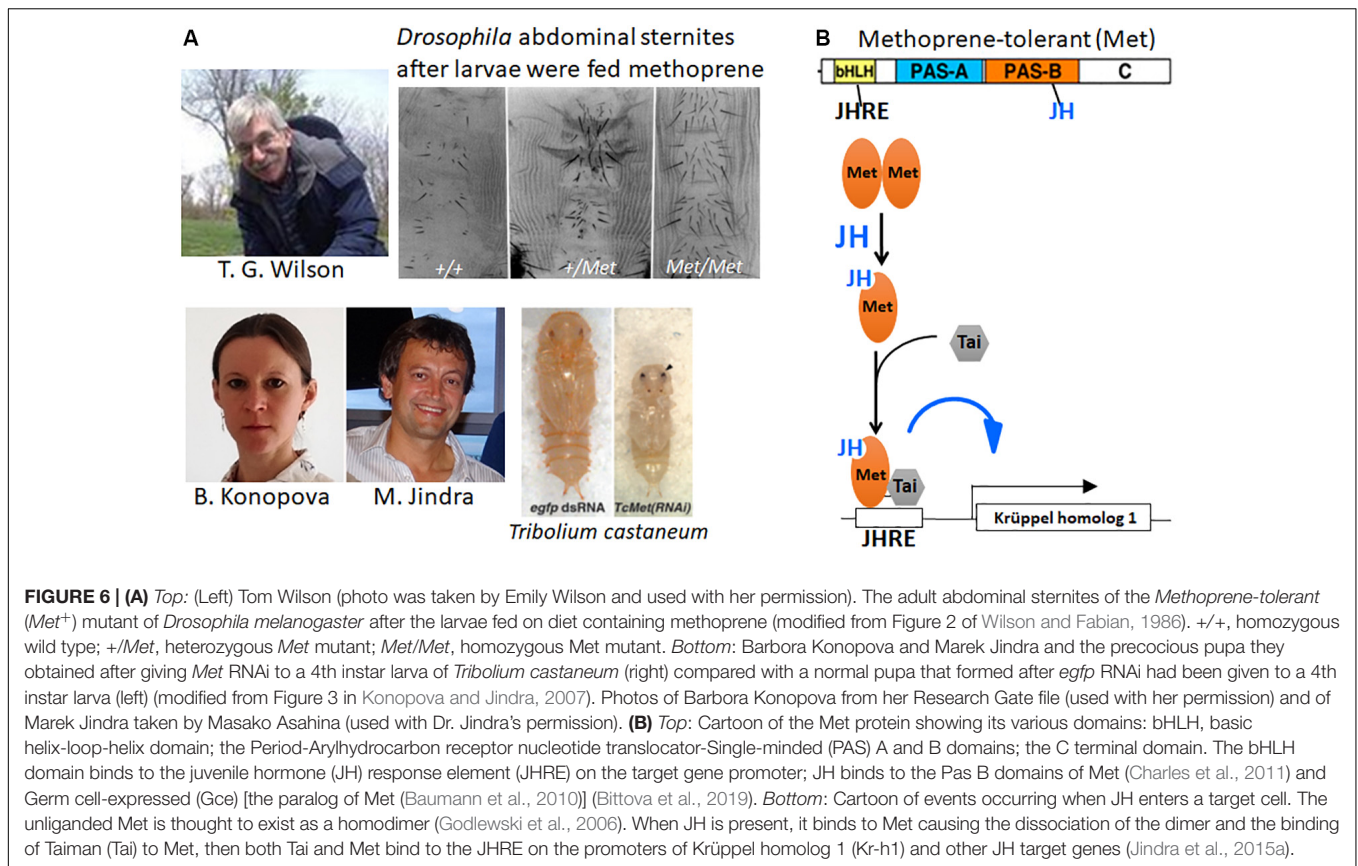 A
Drosophila abdominal sternites
after larvae were fed methoprene
+/+
+/Met
Met/Met
T. G. Wilson
B. Konopova
M. Jindra
egfp dsRNA
TcMet(RNAi)
Tribolium castaneum
B
Methoprene-tolerant (Met)
bHLH
PAS-A
PAS-B
C
JHRE
JH
Met
Met
JH
JH
Met
Tai
JH
Met
Tai
JHRE
Krüppel homolog 1
FIGURE 6 | (A) Top: (Left) Tom Wilson (photo was taken by Emily Wilson and used with her permission). The adult abdominal sternites of the Methoprene-tolerant
(Met+) mutant of Drosophila melanogaster after the larvae fed on diet containing methoprene (modified from Figure 2 of Wilson and Fabian, 1986). +/+, homozygous
wild type; +/Met, heterozygous Met mutant; Met/Met, homozygous Met mutant. Bottom: Barbora Konopova and Marek Jindra and the precocious pupa they
obtained after giving Met RNAi to a 4th instar larva of Tribolium castaneum (right) compared with a normal pupa that formed after egfp RNAi had been given to a 4th
instar larva (left) (modified from Figure 3 in Konopova and Jindra, 2007). Photos of Barbora Konopova from her Research Gate file (used with her permission) and of
Marek Jindra taken by Masako Asahina (used with Dr. Jindra's permission). (B) Top: Cartoon of the Met protein showing its various domains: bHLH, basic
helix-loop-helix domain; the Period-Arylhydrocarbon receptor nucleotide translocator-Single-minded (PAS) A and B domains; the C terminal domain. The bHLH
domain binds to the juvenile hormone (JH) response element (JHRE) on the target gene promoter; JH binds to the Pas B domains of Met (Charles et al., 2011) and
Germ cell-expressed (Gce) [the paralog of Met (Baumann et al., 2010)] (Bittova et al., 2019). Bottom: Cartoon of events occurring when JH enters a target cell. The
unliganded Met is thought to exist as a homodimer (Godlewski et al., 2006). When JH is present, it binds to Met causing the dissociation of the dimer and the binding
of Taiman (Tai) to Met, then both Tai and Met bind to the JHRE on the promoters of Krüppel homolog 1 (Kr-h1) and other JH target genes (Jindra et al., 2015a).